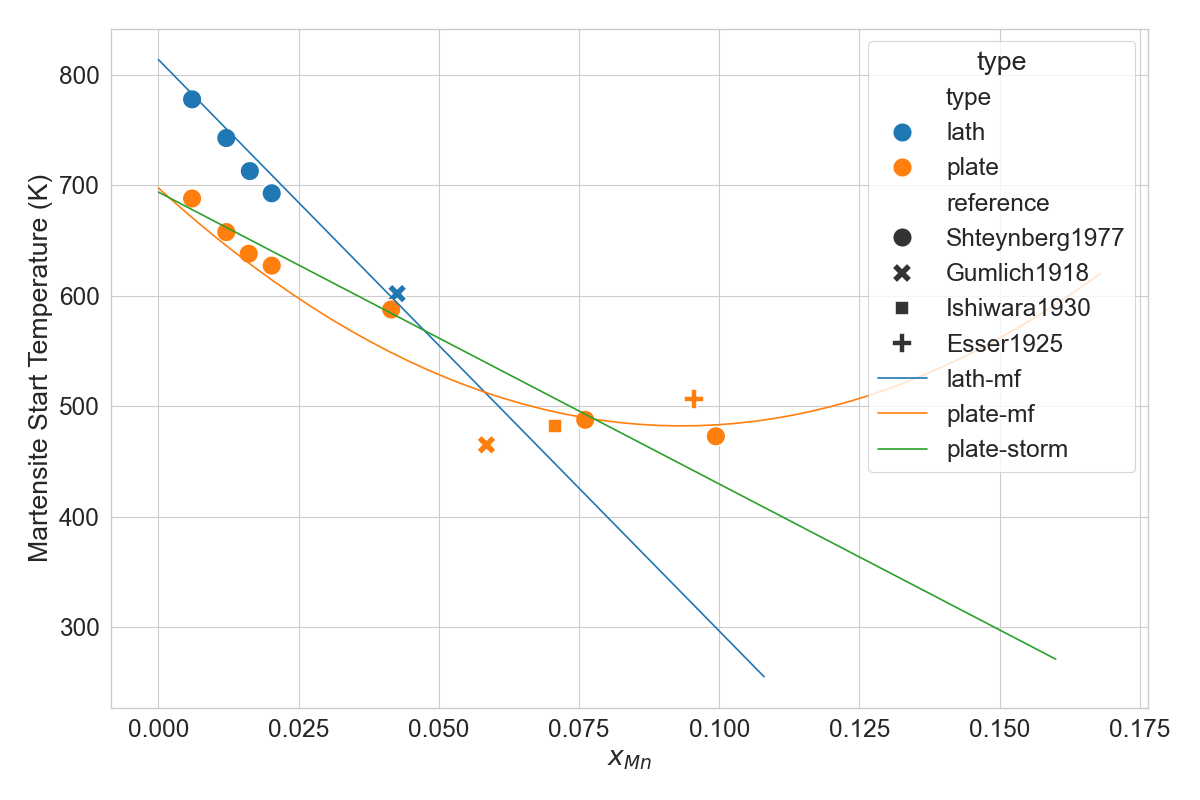 800
700
600
500
400
300
Martensite Start Temperature (K)
0.000
0.025
0.050
0.075
0.100
0.125
0.150
0.175
x_{Mn}
type
type
lath
plate
reference
Shteynberg1977
Gumlich1918
Ishiwara1930
Esser1925
lath-mf
plate-mf
plate-storm